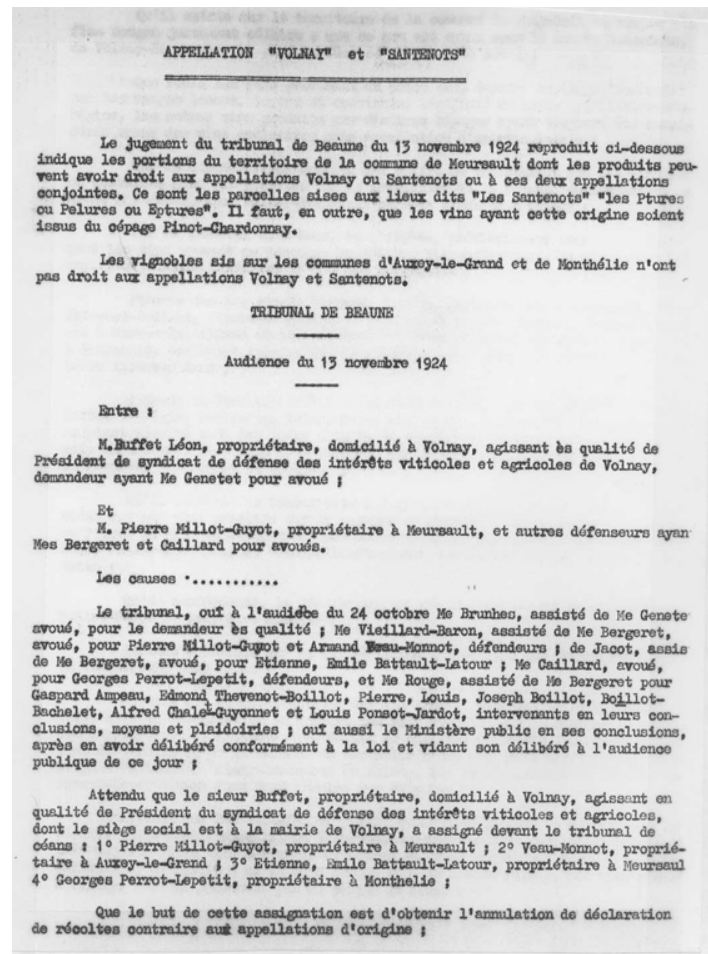 APPELLATION "VOLNAY" et "SANTENOTS"
Le jugement du tribunal de Beaune du 13 novembre 1924 reproduit ci-dessous
indique les portions du territoire de la commune de Meursault dont les produits peu-
vent avoir droit aux appellations Volnay ou Santenots ou à ces deux appellations
conjointes. Ce sont les parcelles sises aux lieux dits "Les Santenots" "les Ptures
ou Pelures ou Eptures". Il faut, en outre, que les vins ayant cette origine soient
issus du cépage Pinot-Chardonnay.
Les vignobles sis sur les communes d'Auxey-le-Grand et de Monthélie n'ont
pas droit aux appellations Volnay et Santenots.
TRIBUNAL DE BEAUNE
Audience du 13 novembre 1924
Entre :
M.Buffet Léon, propriétaire, domicilié à Volnay, agissant ès qualité de
Président de syndicat de défense des intérêts viticoles et agricoles de Volnay,
demandeur ayant Me Genetet pour avoué ;
Et
M. Pierre Millot-Guyot, propriétaire à Meursault, et autres défenseurs ayan
Mes Bergeret et Caillard pour avoués.
Les causes ............
Le tribunal, ouï à l'audience du 24 octobre Me Brunhes, assisté de Me Genete
avoué, pour le demandeur ès qualité ; Me Vieillard-Baron, assisté de Me Bergeret,
avoué, pour Pierre Millot-Guyot et Armand Veau-Monnot, défendeurs ; de Jacot, assis
de Me Bergeret, avoué, pour Etienne, Emile Battault-Latour ; Me Caillard, avoué,
pour Georges Perrot-Lepetit, défendeurs, et Me Rouge, assisté de Me Bergeret pour
Gaspard Ampeau, Edmond Thevenot-Boillot, Pierre, Louis, Joseph Boillot, Boillot-
Bachelet, Alfred Chalet-Guyonnet et Louis Ponsot-Jardot, intervenants en leurs con-
clusions, moyens et plaidoiries ; ouï aussi le Ministère public en ses conclusions,
après en avoir délibéré conformément à la loi et vidant son délibéré à l'audience
publique de ce jour ;
Attendu que le sieur Buffet, propriétaire, domicilié à Volnay, agissant en
qualité de Président du syndicat de défense des intérêts viticoles et agricoles,
dont le siège social est à la mairie de Volnay, a assigné devant le tribunal de
céans : 1º Pierre Millot-Guyot, propriétaire à Meursault ; 2º Veau-Monnot, proprié-
taire à Auxey-le-Grand ; 3º Etienne, Emile Battault-Latour, propriétaire à Meursaul
4º Georges Perrot-Lepetit, propriétaire à Monthelie ;
Que le but de cette assignation est d'obtenir l'annulation de déclaration
de récoltes contraire aux appellations d'origine ;